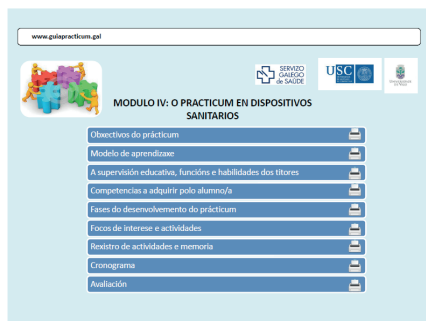 www.guiapracticum.gal
SERVIZO
GALEGO
de SAÚDE
USC
MODULO IV: O PRACTICUM EN DISPOSITIVOS
SANITARIOS
Obxectivos do prácticum
Modelo de aprendizaxe
A supervisión educativa, funcións e habilidades dos titores
Competencias a adquirir polo alumno/a
Fases do desenvolvemento do prácticum
Focos de interese e actividades
Rexistro de actividades e memoria
Cronograma
Avaliación